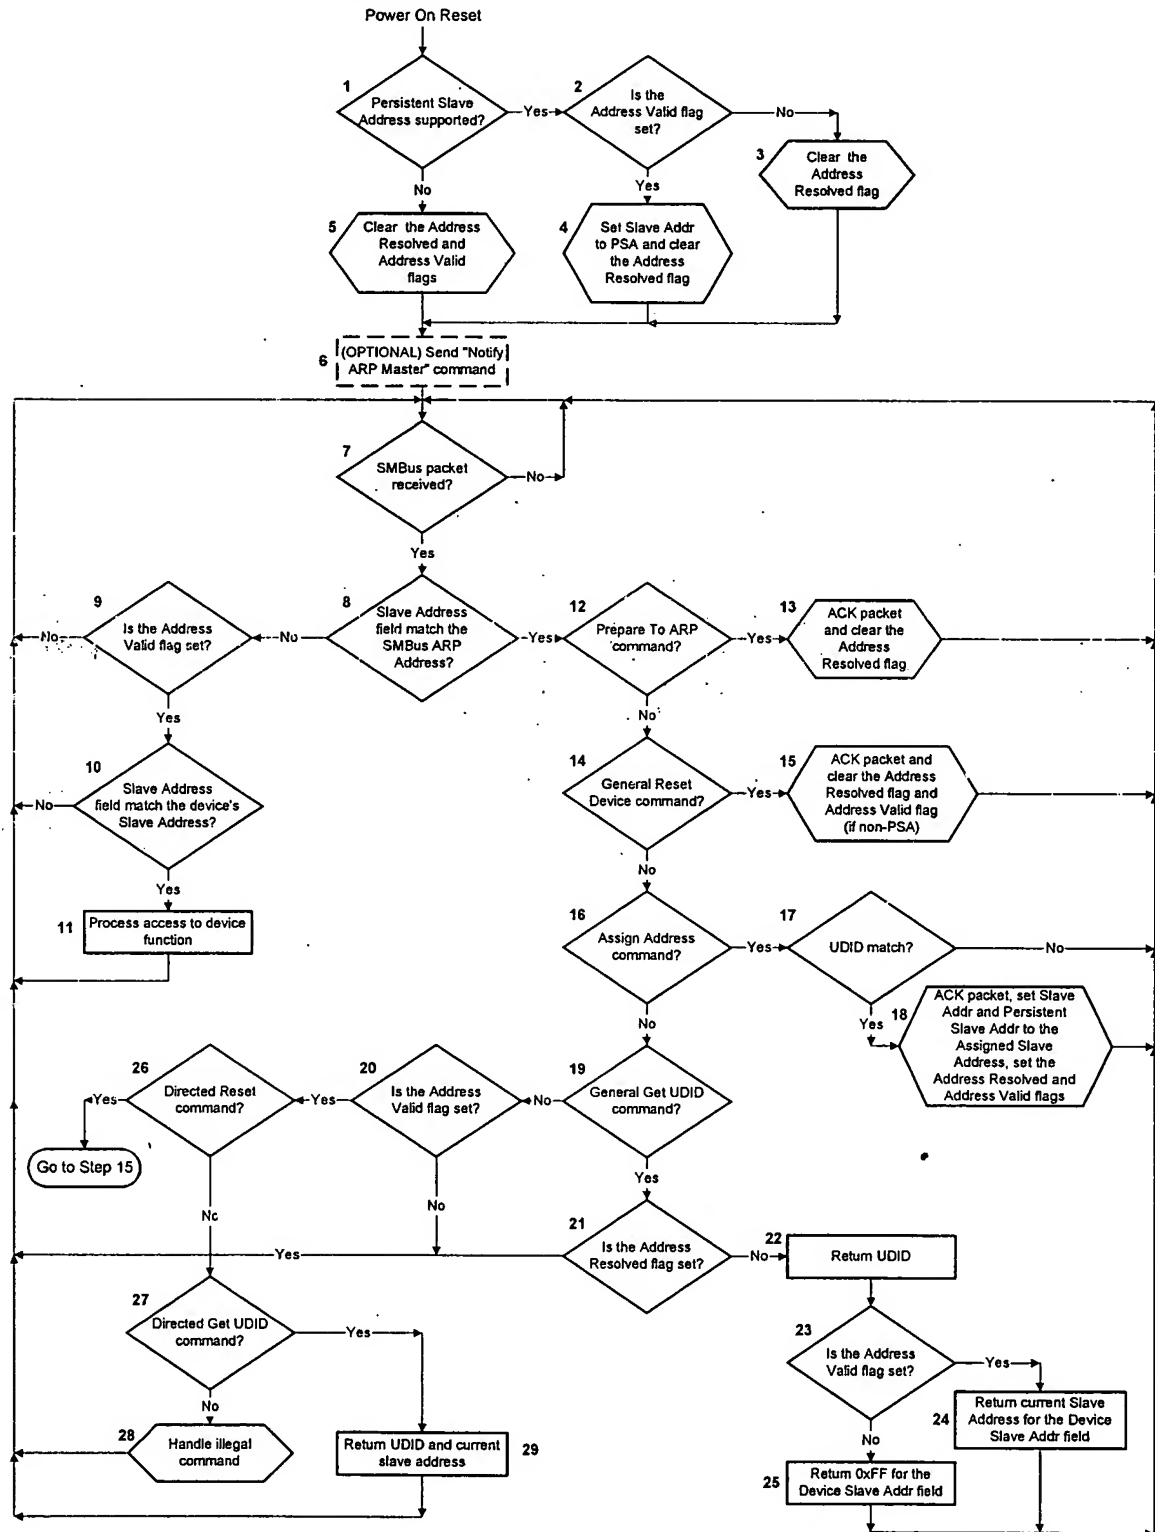 Power On Reset
1
Persistent Slave
Address supported?
Yes
2
Is the
Address Valid flag
set?
No
3
Clear the
Address
Resolved flag
No
Yes
5
Clear the Address
Resolved and
Address Valid
flags
4
Set Slave Addr
to PSA and clear
the Address
Resolved flag
6
(OPTIONAL) Send "Notify
ARP Master" command
7
SMBus packet
received?
No
Yes
9
Is the Address
Valid flag set?
No
No
8
Slave Address
field match the
SMBus ARP
Address?
Yes
12
Prepare To ARP
command?
Yes
13
ACK packet
and clear the
Address
Resolved flag
Yes
No
10
Slave Address
field match the device's
Slave Address?
No
14
General Reset
Device command?
Yes
15
ACK packet and
clear the Address
Resolved flag and
Address Valid flag
(if non-PSA)
Yes
No
11
Process access to device
function
16
Assign Address
command?
Yes
17
UDID match?
No
No
Yes
18
ACK packet, set Slave
Addr and Persistent
Slave Addr to the
Assigned Slave
Address, set the
Address Resolved and
Address Valid flags
26
Directed Reset
command?
Yes
Yes
20
Is the Address
Valid flag set?
No
19
General Get UDID
command?
Go to Step 15
No
No
Yes
21
Is the Address
Resolved flag set?
Yes
No
22
Return UDID
27
Directed Get UDID
command?
Yes
23
Is the Address
Valid flag set?
Yes
No
No
28
Handle illegal
command
Return UDID and current
slave address
29
24
Return current Slave
Address for the Device
Slave Addr field
25
Return 0xFF for the
Device Slave Addr field